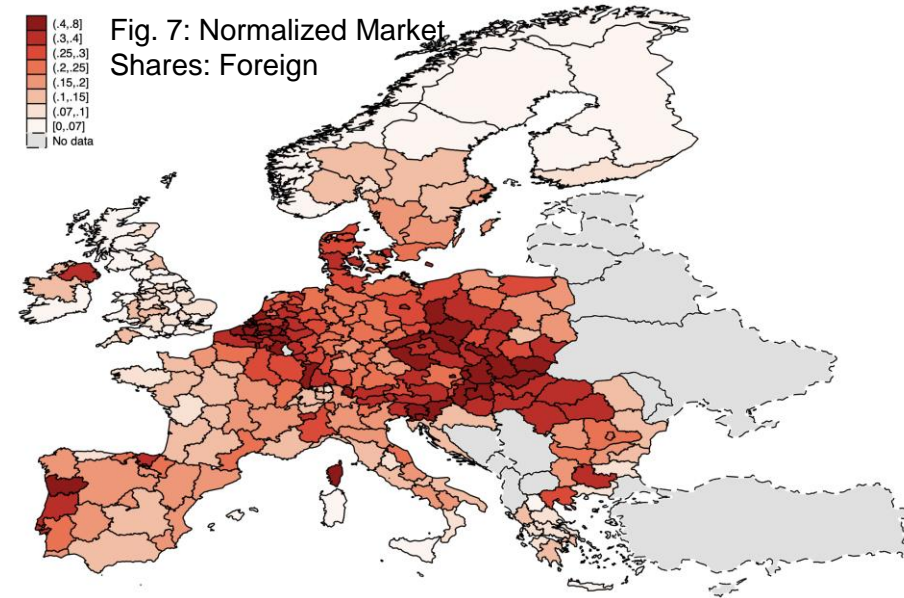 Fig. 7: Normalized Market
Shares: Foreign
(.4,.8]
(.3,.4]
(.25,.3]
(.2,.25]
(.15,.2]
(.1,.15]
(.07,.1]
[0,.07]
No data